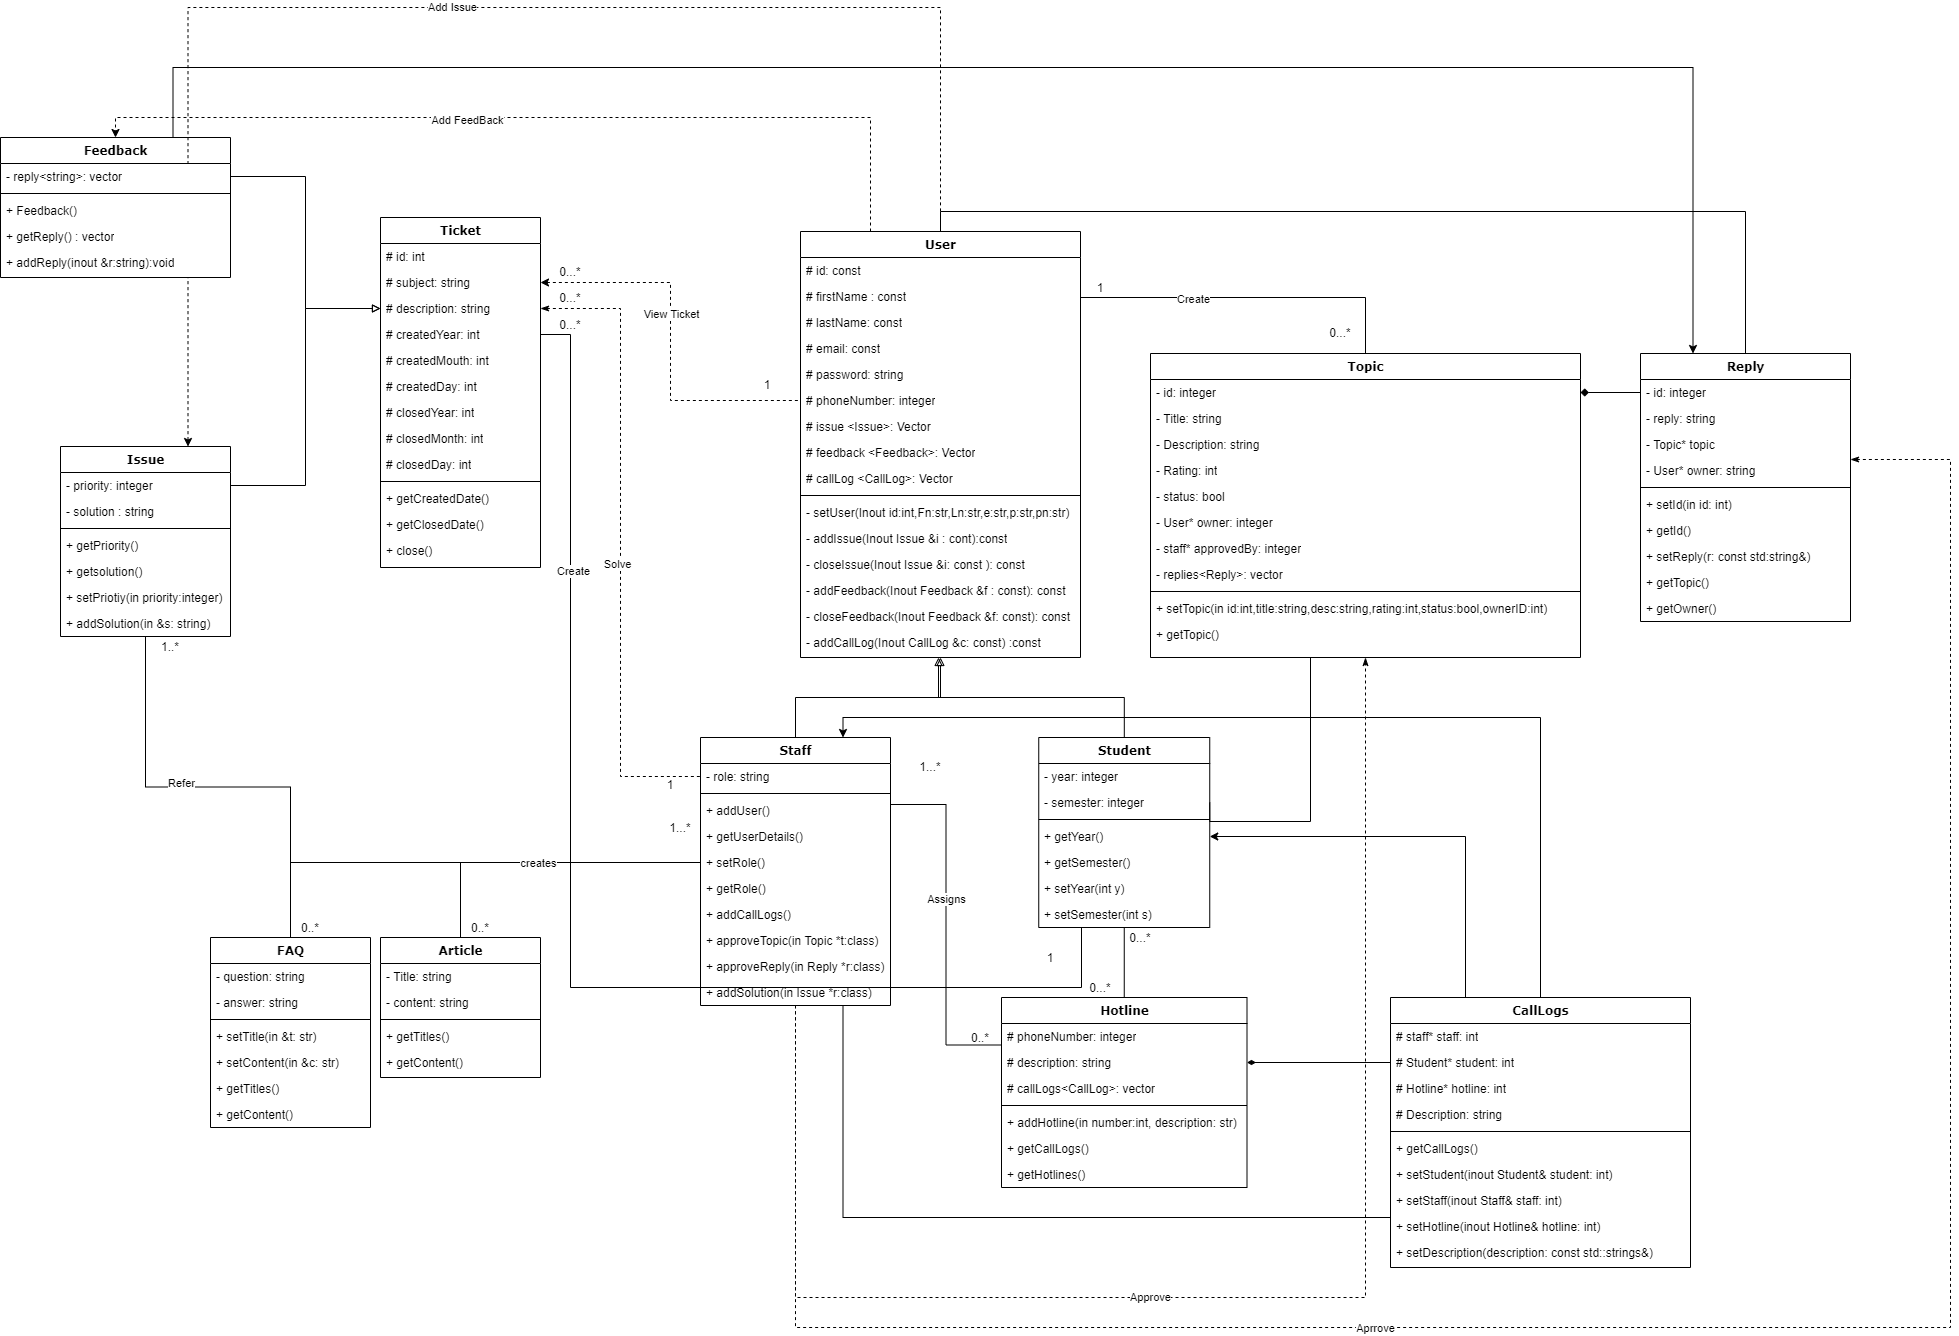 Add Issue
Add FeedBack
Feedback
- reply<string>: vector
+ Feedback()
+ getReply() : vector
+ addReply(inout &r:string):void
Ticket
# id: int
# subject: string
# description: string
# createdYear: int
# createdMouth: int
# createdDay: int
# closedYear: int
# closedMonth: int
# closedDay: int
+ getCreatedDate()
+ getClosedDate()
+ close()
0...*
0...*
0...*
View Ticket
1
Solve
Create
User
# id: const
# firstName : const
# lastName: const
# email: const
# password: string
# phoneNumber: integer
# issue <Issue>: Vector
# feedback <Feedback>: Vector
# callLog <CallLog>: Vector
- setUser(Inout id:int,Fn:str,Ln:str,e:str,p:str,pn:str)
- addIssue(Inout Issue &i : cont):const
- closeIssue(Inout Issue &i: const ): const
- addFeedback(Inout Feedback &f : const): const
- closeFeedback(Inout Feedback &f: const): const
- addCallLog(Inout CallLog &c: const) :const
1
Create
0...*
Topic
- id: integer
- Title: string
- Description: string
- Rating: int
- status: bool
- User* owner: integer
- staff* approvedBy: integer
- replies<Reply>: vector
+ setTopic(in id:int,title:string,desc:string,rating:int,status:bool,ownerID:int)
+ getTopic()
Reply
- id: integer
- reply: string
- Topic* topic
- User* owner: string
+ setId(in id: int)
+ getId()
+ setReply(r: const std:string&)
+ getTopic()
+ getOwner()
Issue
- priority: integer
- solution : string
+ getPriority()
+ getsolution()
+ setPriotiy(in priority:integer)
+ addSolution(in &s: string)
1..*
Refer
Staff
- role: string
+ addUser()
+ getUserDetails()
+ setRole()
+ getRole()
+ addCallLogs()
+ approveTopic(in Topic *t:class)
+ approveReply(in Reply *r:class)
+ addSolution(in Issue *r:class)
1
1...*
1...*
creates
Assigns
Student
- year: integer
- semester: integer
+ getYear()
+ getSemester()
+ setYear(int y)
+ setSemester(int s)
1
0...*
0...*
0..*
0..*
0..*
FAQ
- question: string
- answer: string
+ setTitle(in &t: str)
+ setContent(in &c: str)
+ getTitles()
+ getContent()
Article
- Title: string
- content: string
+ getTitles()
+ getContent()
Hotline
# phoneNumber: integer
# description: string
# callLogs<CallLog>: vector
+ addHotline(in number:int, description: str)
+ getCallLogs()
+ getHotlines()
CallLogs
# staff* staff: int
# Student* student: int
# Hotline* hotline: int
# Description: string
+ getCallLogs()
+ setStudent(inout Student& student: int)
+ setStaff(inout Staff& staff: int)
+ setHotline(inout Hotline& hotline: int)
+ setDescription(description: const std::strings&)
Approve
Aprrove